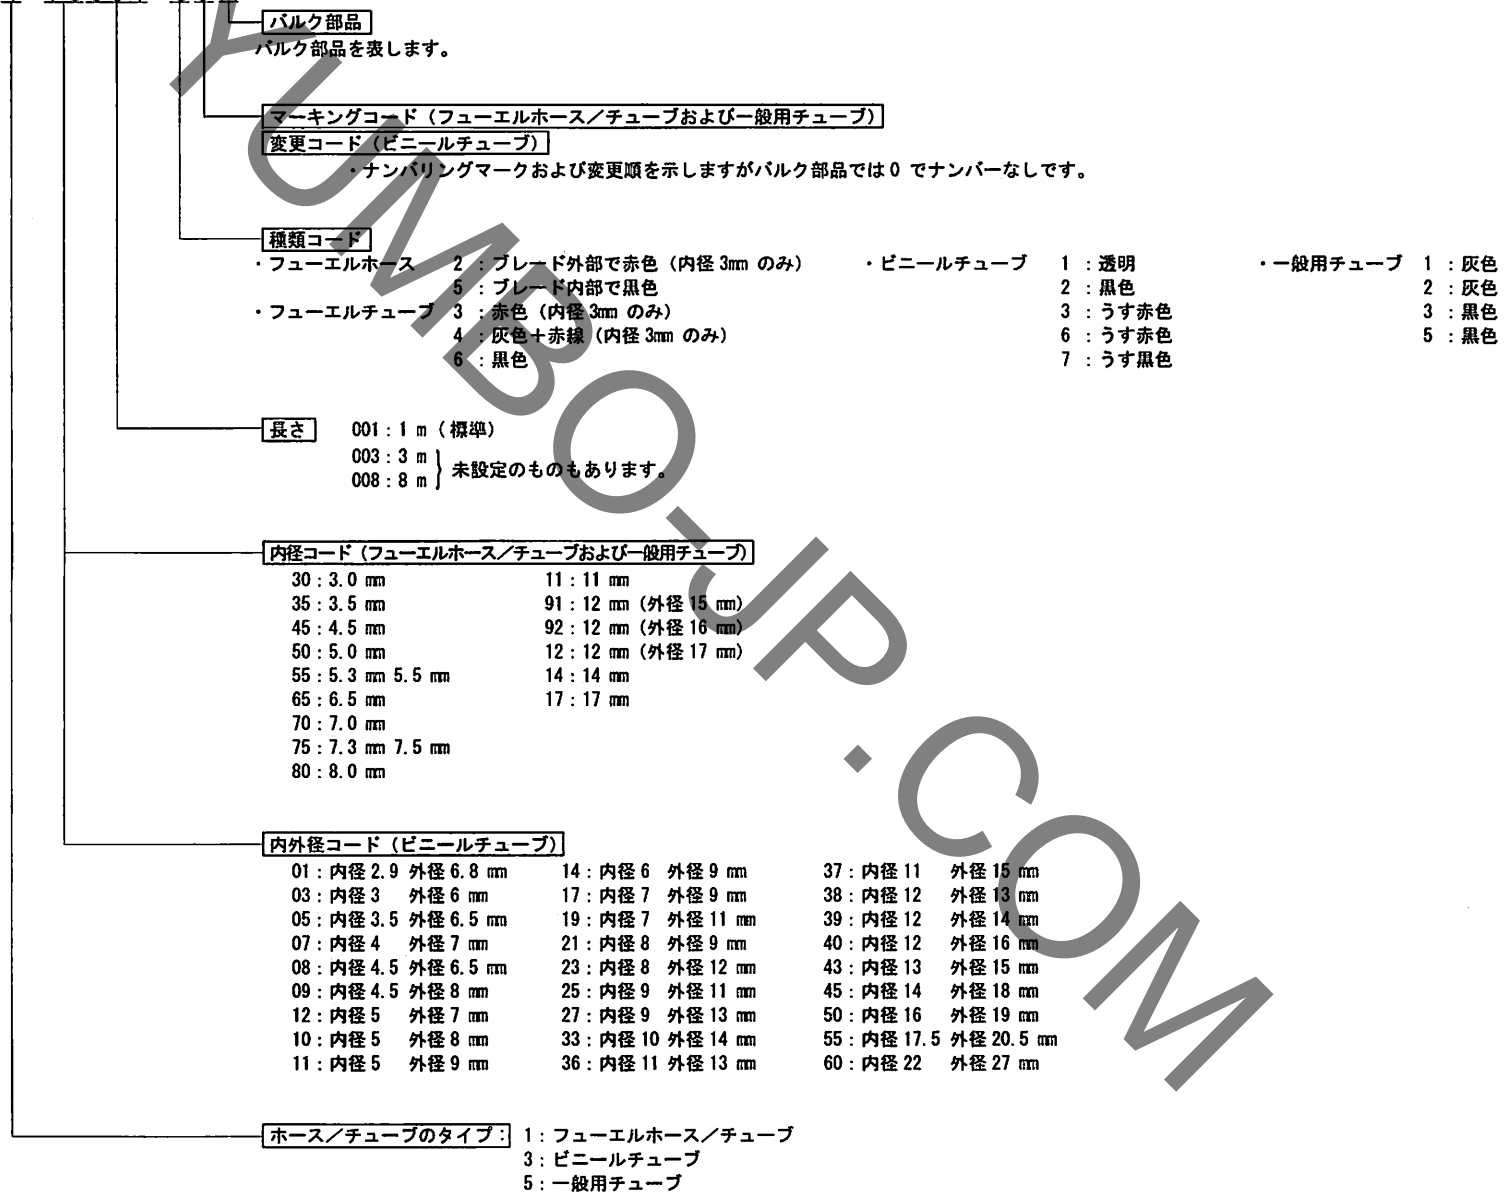 バルク部品
バルク部品を表します。
マーキングコード（フューエルホース／チューブおよび一般用チューブ）
変更コード（ビニールチューブ）
・ナンバリングマークおよび変更順を示しますがバルク部品では0 でナンバーなしです。
種類コード
・フューエルホース 2 : ブレード外部で赤色（内径 3mm のみ） ・ビニールチューブ 1 : 透明 ・一般用チューブ 1 : 灰色
5 : ブレード内部で黒色 2 : 黒色 2 : 灰色
・フューエルチューブ 3 : 赤色（内径 3mm のみ） 3 : うす赤色 3 : 黒色
4 : 灰色＋赤線（内径 3mm のみ） 6 : うす赤色 5 : 黒色
6 : 黒色 7 : うす黒色
長さ 001 : 1 m（標準）
003 : 3 m
008 : 8 m } 未設定のものもあります。
内径コード（フューエルホース／チューブおよび一般用チューブ）
30 : 3.0 mm 11 : 11 mm
35 : 3.5 mm 91 : 12 mm（外径 15 mm）
45 : 4.5 mm 92 : 12 mm（外径 16 mm）
50 : 5.0 mm 12 : 12 mm（外径 17 mm）
55 : 5.3 mm 5.5 mm 14 : 14 mm
65 : 6.5 mm 17 : 17 mm
70 : 7.0 mm
75 : 7.3 mm 7.5 mm
80 : 8.0 mm
内外径コード（ビニールチューブ）
01 : 内径 2.9 外径 6.8 mm 14 : 内径 6 外径 9 mm 37 : 内径 11 外径 15 mm
03 : 内径 3 外径 6 mm 17 : 内径 7 外径 9 mm 38 : 内径 12 外径 13 mm
05 : 内径 3.5 外径 6.5 mm 19 : 内径 7 外径 11 mm 39 : 内径 12 外径 14 mm
07 : 内径 4 外径 7 mm 21 : 内径 8 外径 9 mm 40 : 内径 12 外径 16 mm
08 : 内径 4.5 外径 6.5 mm 23 : 内径 8 外径 12 mm 43 : 内径 13 外径 15 mm
09 : 内径 4.5 外径 8 mm 25 : 内径 9 外径 11 mm 45 : 内径 14 外径 18 mm
12 : 内径 5 外径 7 mm 27 : 内径 9 外径 13 mm 50 : 内径 16 外径 19 mm
10 : 内径 5 外径 8 mm 33 : 内径 10 外径 14 mm 55 : 内径 17.5 外径 20.5 mm
11 : 内径 5 外径 9 mm 36 : 内径 11 外径 13 mm 60 : 内径 22 外径 27 mm
ホース／チューブのタイプ : 1 : フューエルホース／チューブ
3 : ビニールチューブ
5 : 一般用チューブ
YUMBO-JP.COM